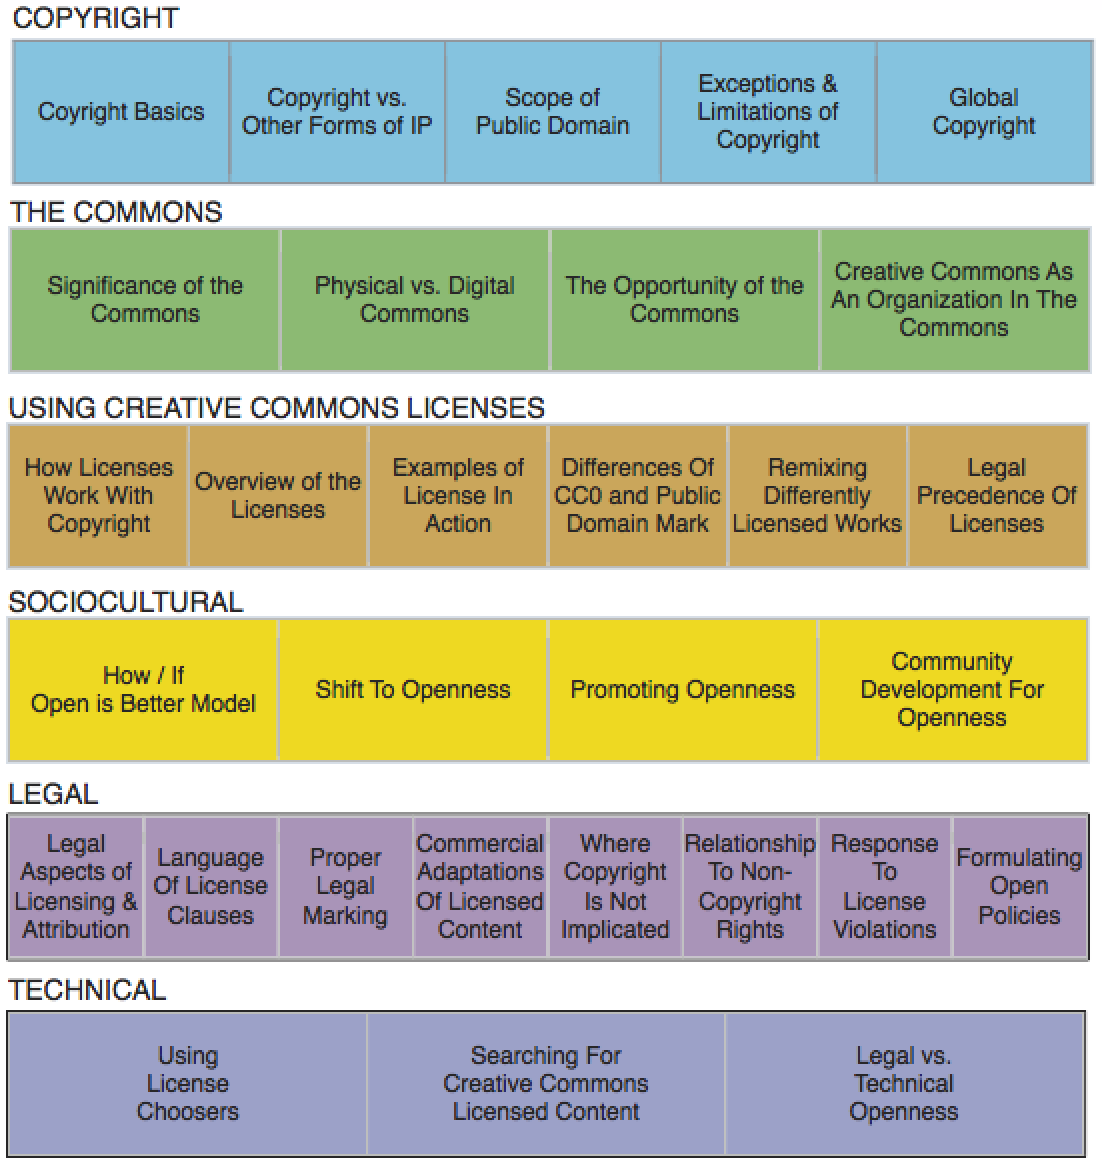 COPYRIGHT
Coyright Basics
Copyright vs.
Other Forms of IP
Scope of
Public Domain
Exceptions &
Limitations of
Copyright
Global
Copyright
THE COMMONS
Significance of the
Commons
Physical vs. Digital
Commons
The Opportunity of the
Commons
Creative Commons As
An Organization In The
Commons
USING CREATIVE COMMONS LICENSES
How Licenses
Work With
Copyright
Overview of the
Licenses
Examples of
License In
Action
Differences Of
CC0 and Public
Domain Mark
Remixing
Differently
Licensed Works
Legal
Precedence Of
Licenses
SOCIOCULTURAL
How / If
Open is Better Model
Shift To Openness
Promoting Openness
Community
Development For
Openness
LEGAL
Legal
Aspects of
Licensing &
Attribution
Language
Of License
Clauses
Proper
Legal
Marking
Commercial
Adaptations
Of Licensed
Content
Where
Copyright
Is Not
Implicated
Relationship
To Non-
Copyright
Rights
Response
To
License
Violations
Formulating
Open
Policies
TECHNICAL
Using
License
Choosers
Searching For
Creative Commons
Licensed Content
Legal vs.
Technical
Openness